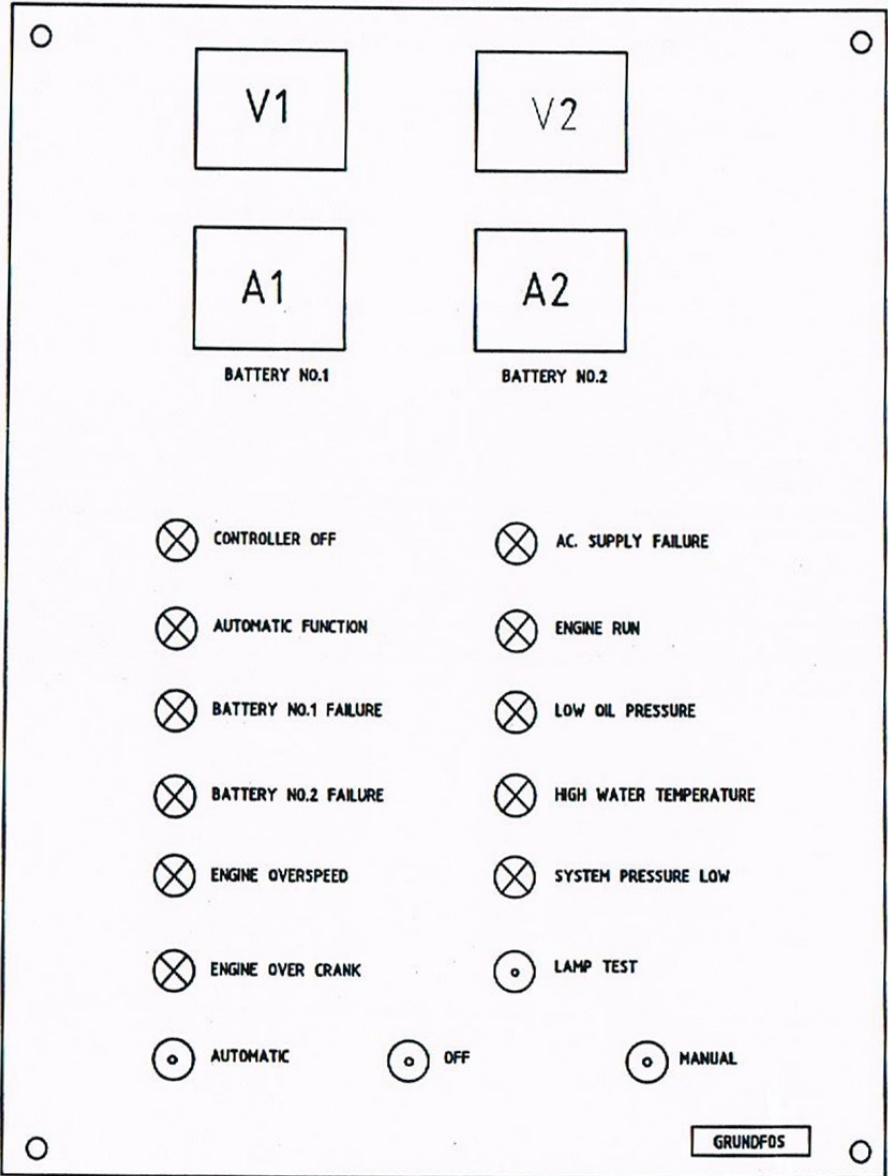 V1 V2
A1 A2
BATTERY NO.1 BATTERY NO.2
CONTROLLER OFF AC. SUPPLY FAILURE
AUTOMATIC FUNCTION ENGINE RUN
BATTERY NO.1 FAILURE LOW OIL PRESSURE
BATTERY NO.2 FAILURE HIGH WATER TEMPERATURE
ENGINE OVERSPEED SYSTEM PRESSURE LOW
ENGINE OVER CRANK LAMP TEST
AUTOMATIC OFF MANUAL
GRUNDFOS